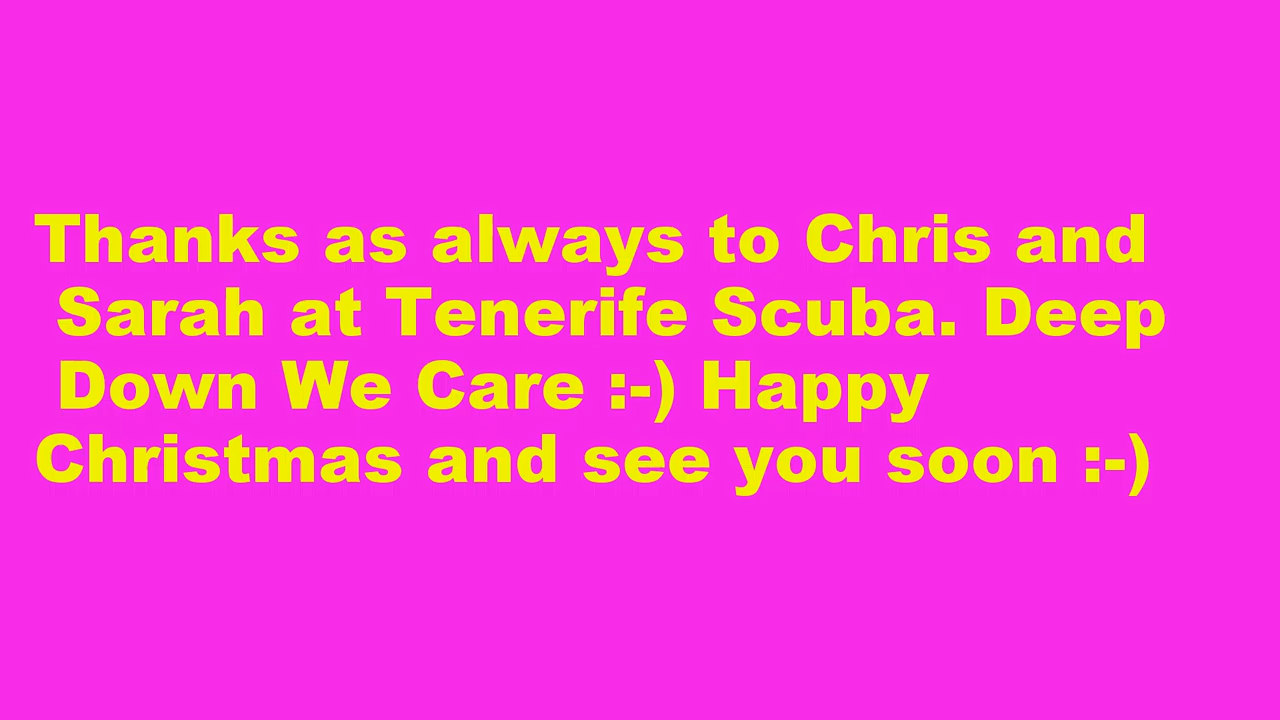 Thanks as always to Chris and
Sarah at Tenerife Scuba. Deep
Down We Care :-) Happy
Christmas and see you soon :-)